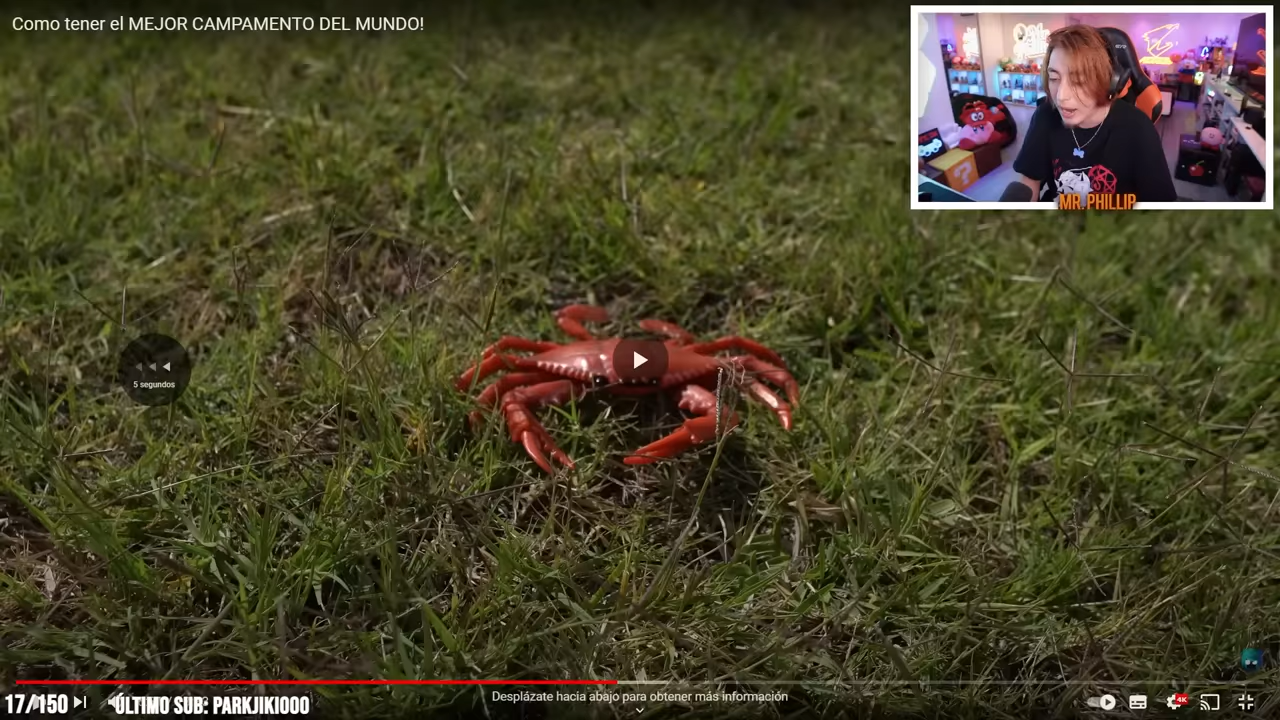 Como tener el MEJOR CAMPAMENTO DEL MUNDO!
MR. PHILLIP
5 segundos
Desplázate hacia abajo para obtener más información
17/150
ÚLTIMO SUB: PARKJIKIOOO
4K